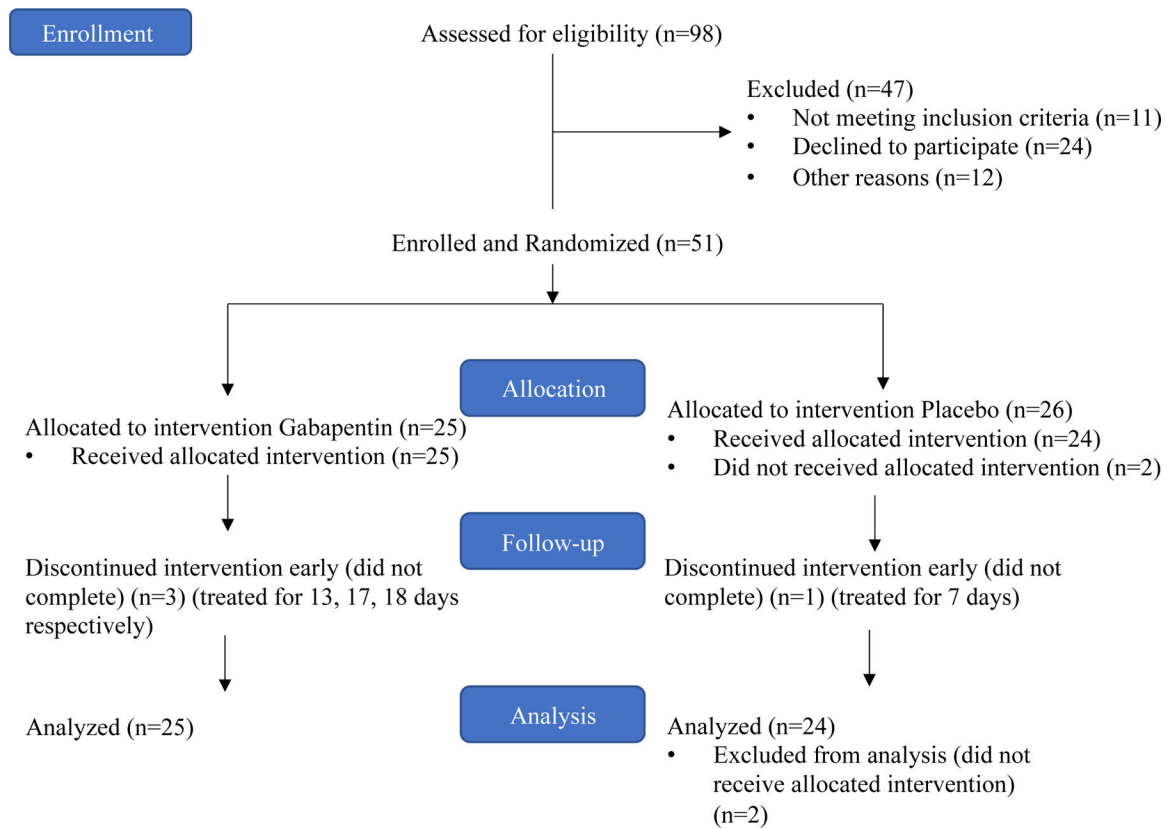 Enrollment
Assessed for eligibility (n=98)
Excluded (n=47)
• Not meeting inclusion criteria (n=11)
• Declined to participate (n=24)
• Other reasons (n=12)
Enrolled and Randomized (n=51)
Allocation
Allocated to intervention Gabapentin (n=25)
• Received allocated intervention (n=25)
Allocated to intervention Placebo (n=26)
• Received allocated intervention (n=24)
• Did not received allocated intervention (n=2)
Follow-up
Discontinued intervention early (did not
complete) (n=3) (treated for 13, 17, 18 days
respectively)
Discontinued intervention early (did not
complete) (n=1) (treated for 7 days)
Analysis
Analyzed (n=25)
Analyzed (n=24)
• Excluded from analysis (did not
receive allocated intervention)
(n=2)